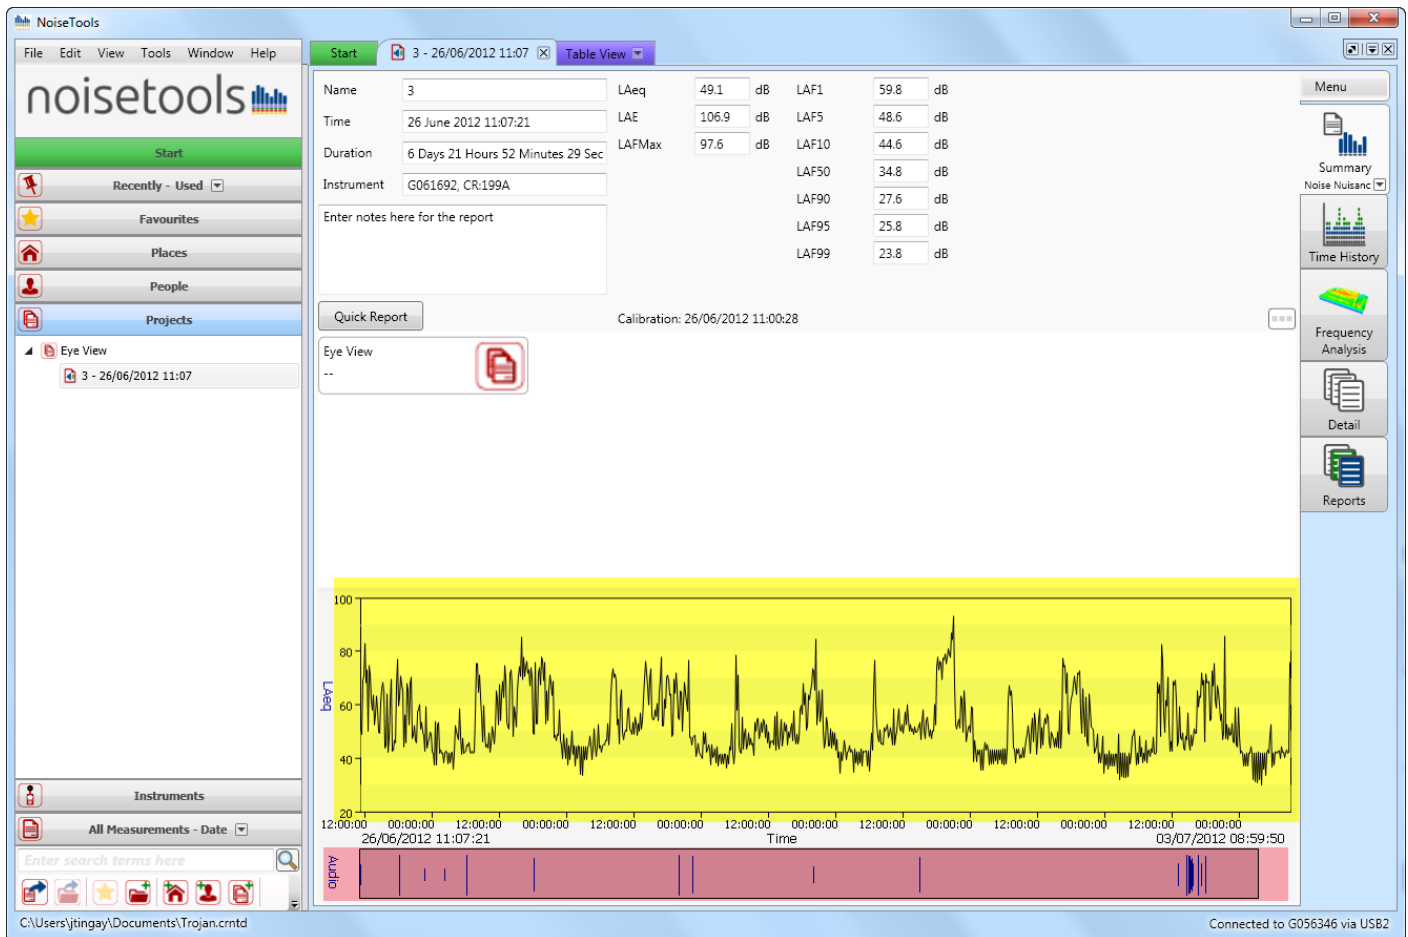 NoiseTools
File Edit View Tools Window Help
noisetools
Start
Recently - Used
Favourites
Places
People
Projects
Eye View
3 - 26/06/2012 11:07
Instruments
All Measurements - Date
Enter search terms here
C:\Users\jtingay\Documents\Trojan.crntd
Start
3 - 26/06/2012 11:07
Table View
Name 3
Time 26 June 2012 11:07:21
Duration 6 Days 21 Hours 52 Minutes 29 Sec
Instrument G061692, CR:199A
Enter notes here for the report
LAeq 49.1 dB
LAE 106.9 dB
LAFMax 97.6 dB
LAF1 59.8 dB
LAF5 48.6 dB
LAF10 44.6 dB
LAF50 34.8 dB
LAF90 27.6 dB
LAF95 25.8 dB
LAF99 23.8 dB
Quick Report
Calibration: 26/06/2012 11:00:28
Eye View
--
100
80
60
40
20
LAeq
12:00:00 00:00:00 12:00:00 00:00:00 12:00:00 00:00:00 12:00:00 00:00:00 12:00:00 00:00:00 12:00:00 00:00:00 12:00:00 00:00:00
26/06/2012 11:07:21 Time 03/07/2012 08:59:50
Audio
Menu
Summary
Noise Nuisanc
Time History
Frequency
Analysis
Detail
Reports
Connected to G056346 via USB2